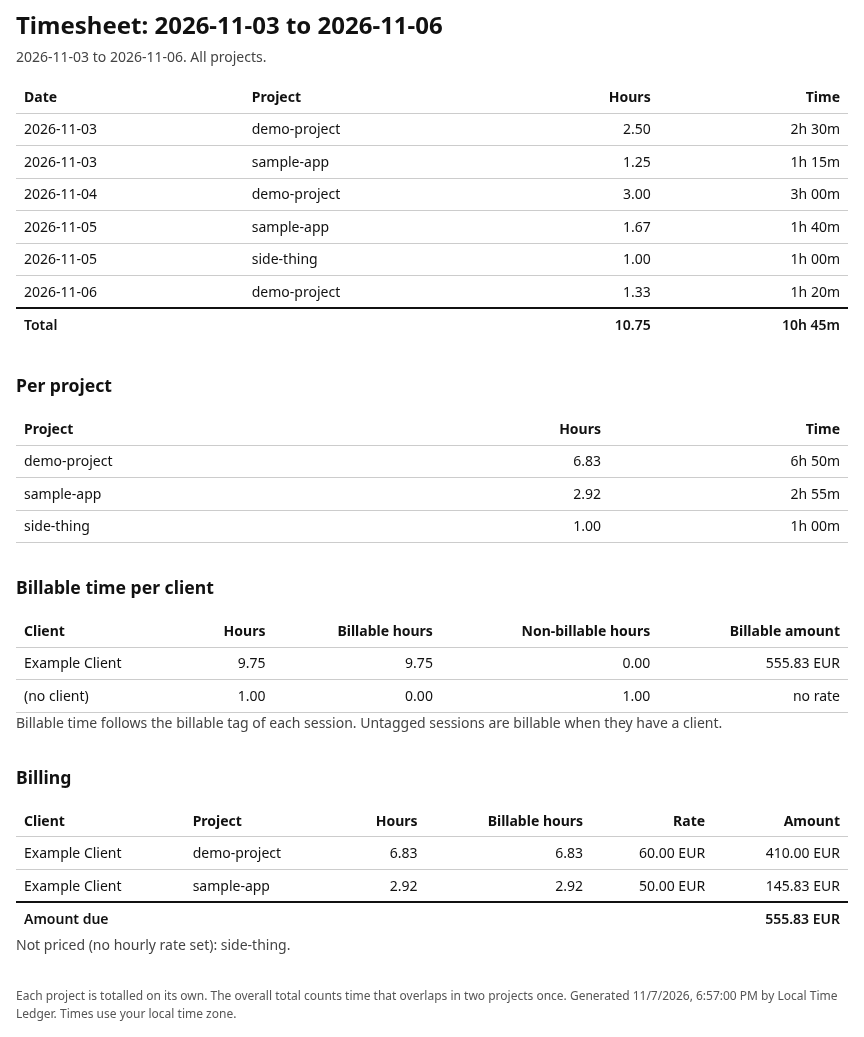 Timesheet: 2026-11-03 to 2026-11-06
2026-11-03 to 2026-11-06. All projects.
Date Project Hours Time
2026-11-03 demo-project 2.50 2h 30m
2026-11-03 sample-app 1.25 1h 15m
2026-11-04 demo-project 3.00 3h 00m
2026-11-05 sample-app 1.67 1h 40m
2026-11-05 side-thing 1.00 1h 00m
2026-11-06 demo-project 1.33 1h 20m
Total 10.75 10h 45m
Per project
Project Hours Time
demo-project 6.83 6h 50m
sample-app 2.92 2h 55m
side-thing 1.00 1h 00m
Billable time per client
Client Hours Billable hours Non-billable hours Billable amount
Example Client 9.75 9.75 0.00 555.83 EUR
(no client) 1.00 0.00 1.00 no rate
Billable time follows the billable tag of each session. Untagged sessions are billable when they have a client.
Billing
Client Project Hours Billable hours Rate Amount
Example Client demo-project 6.83 6.83 60.00 EUR 410.00 EUR
Example Client sample-app 2.92 2.92 50.00 EUR 145.83 EUR
Amount due 555.83 EUR
Not priced (no hourly rate set): side-thing.
Each project is totalled on its own. The overall total counts time that overlaps in two projects once. Generated 11/7/2026, 6:57:00 PM by Local Time
Ledger. Times use your local time zone.